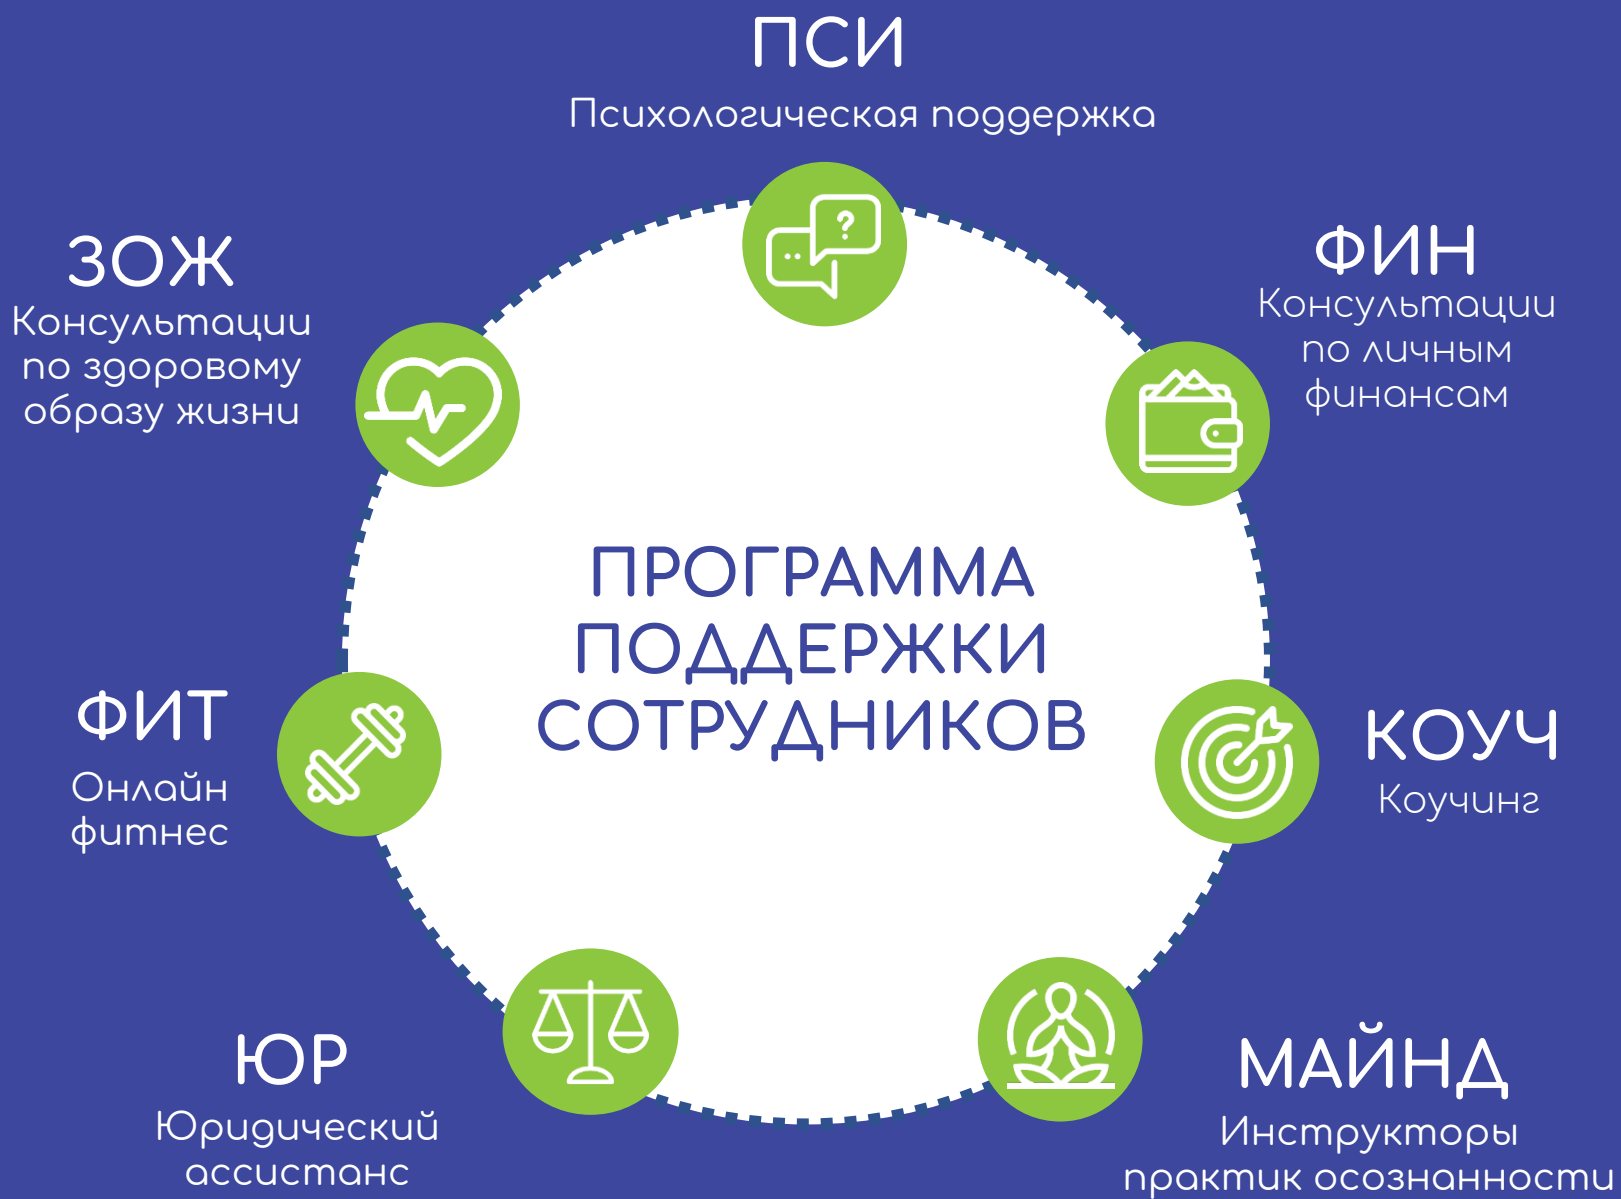 ПСИ
Психологическая поддержка
ЗОЖ
Консультации
по здоровому
образу жизни
ФИН
Консультации
по личным
финансам
ПРОГРАММА
ПОДДЕРЖКИ
СОТРУДНИКОВ
ФИТ
Онлайн
фитнес
КОУЧ
Коучинг
ЮР
Юридический
ассистанс
МАЙНД
Инструкторы
практик осознанности